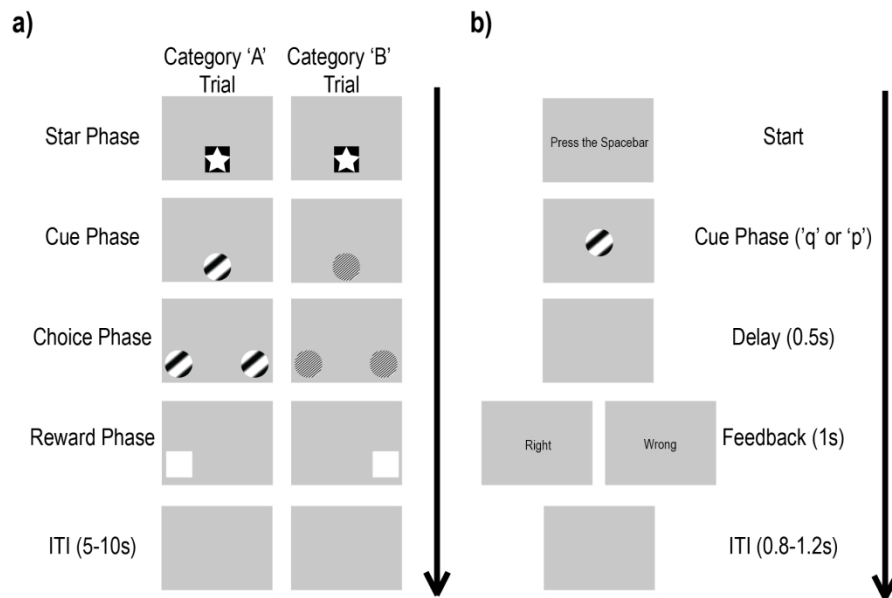 a)
Category ‘A’
Trial
Category ‘B’
Trial
Star Phase
Cue Phase
Choice Phase
Reward Phase
ITI (5-10s)
b)
Press the Spacebar
Start
Cue Phase (’q’ or ‘p’)
Delay (0.5s)
Right
Wrong
Feedback (1s)
ITI (0.8-1.2s)